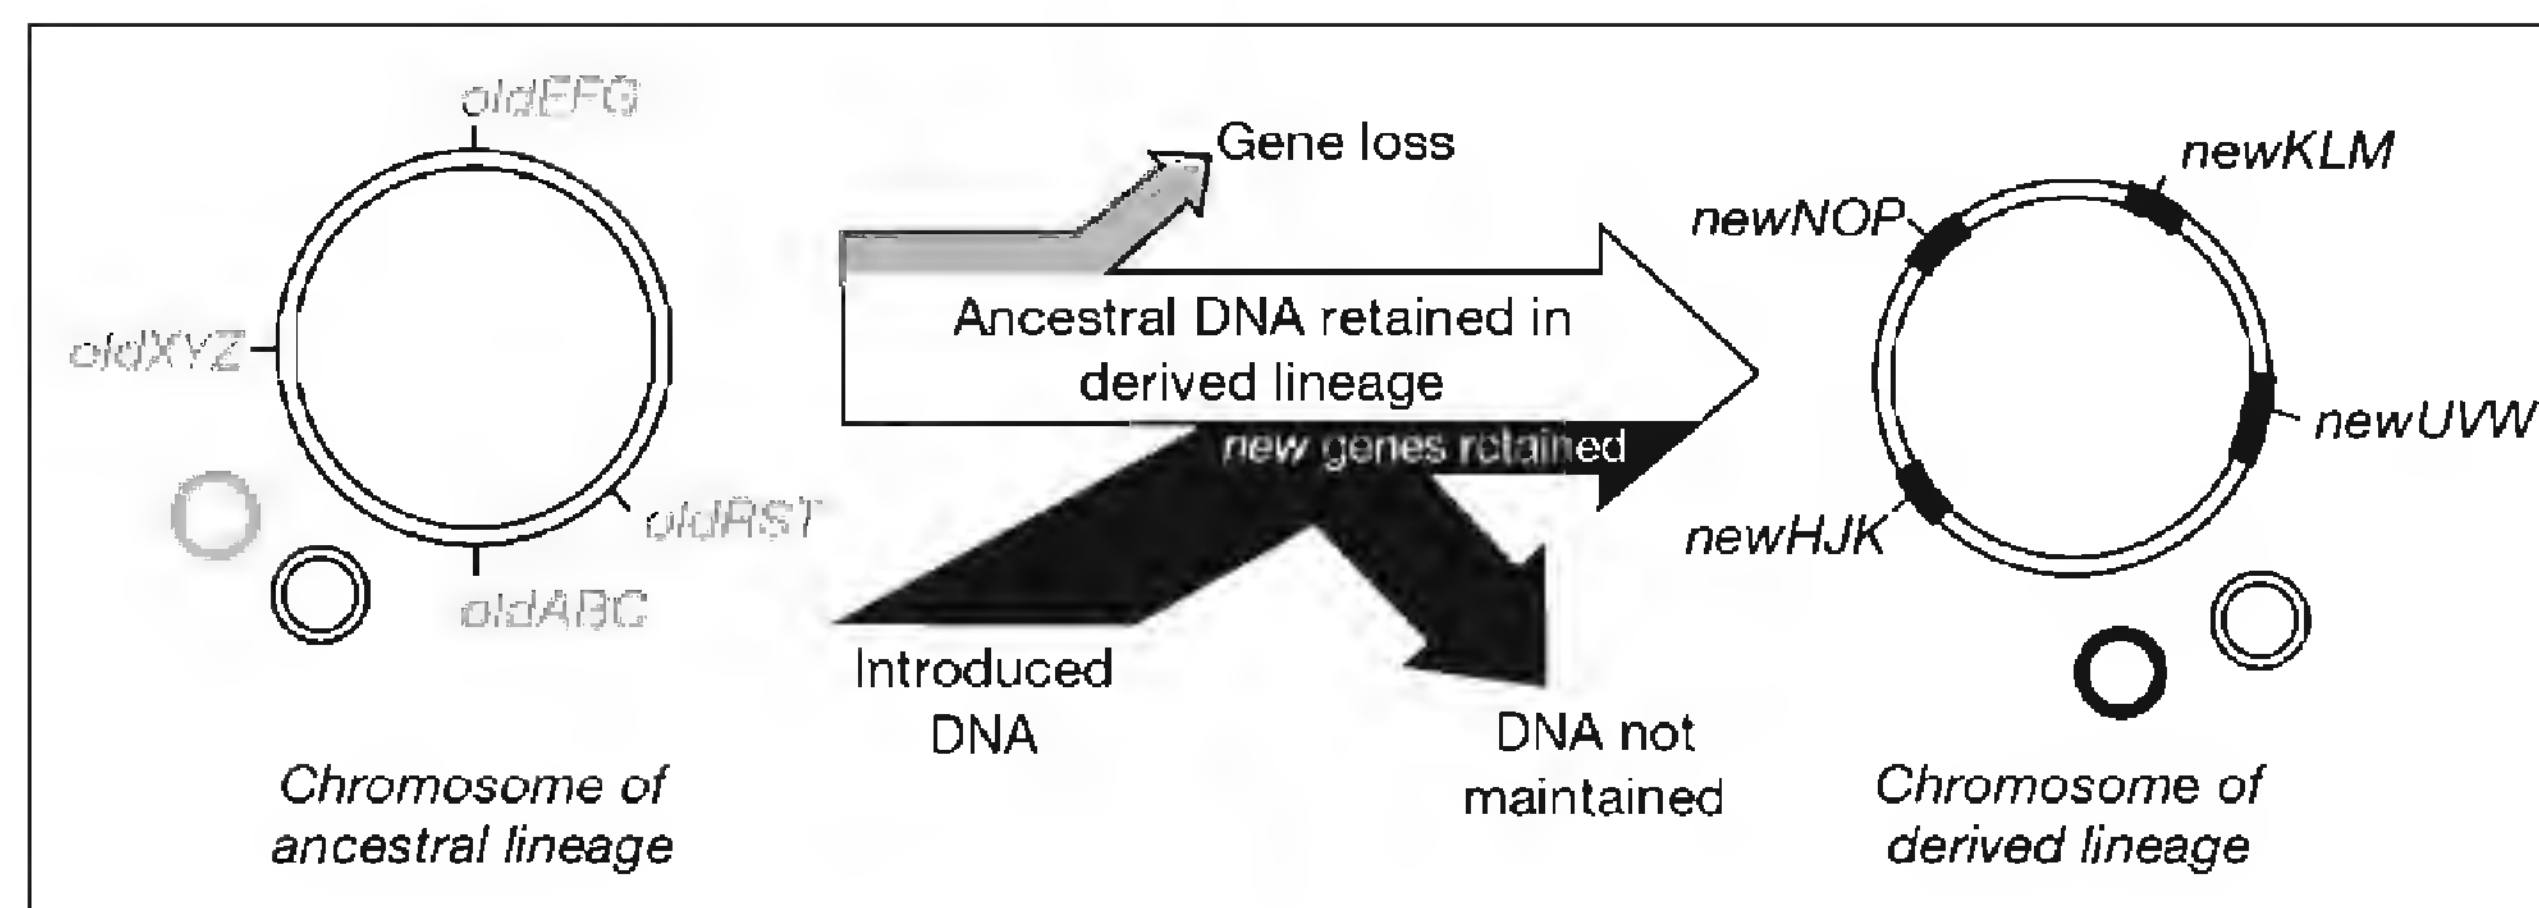 oldEFG
oldXYZ
oldRST
oldABC
Chromosome of
ancestral lineage
Gene loss
Ancestral DNA retained in
derived lineage
new genes retained
Introduced
DNA
DNA not
maintained
newKLM
newNOP
newUVW
newHJK
Chromosome of
derived lineage